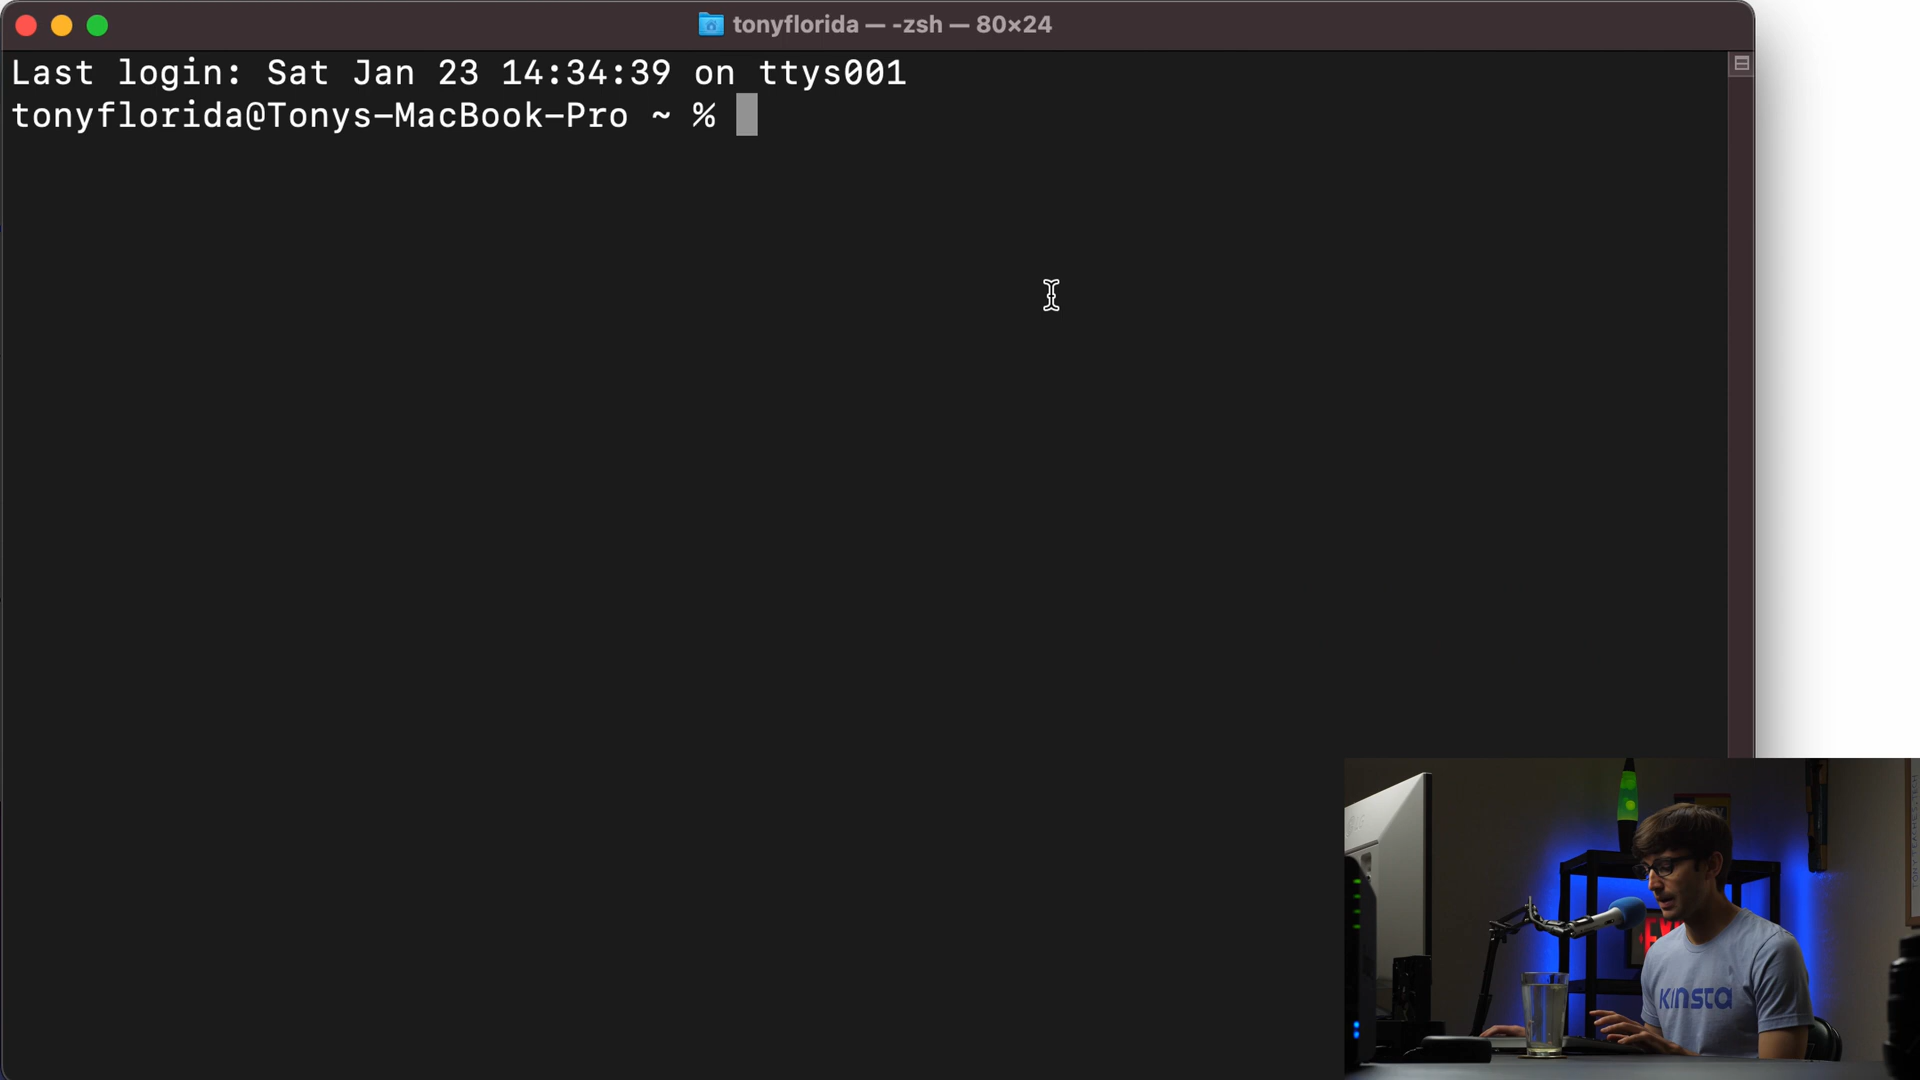 tonyflorida — -zsh — 80×24
Last login: Sat Jan 23 14:34:39 on ttys001
tonyflorida@Tonys-MacBook-Pro ~ %
KINSTA